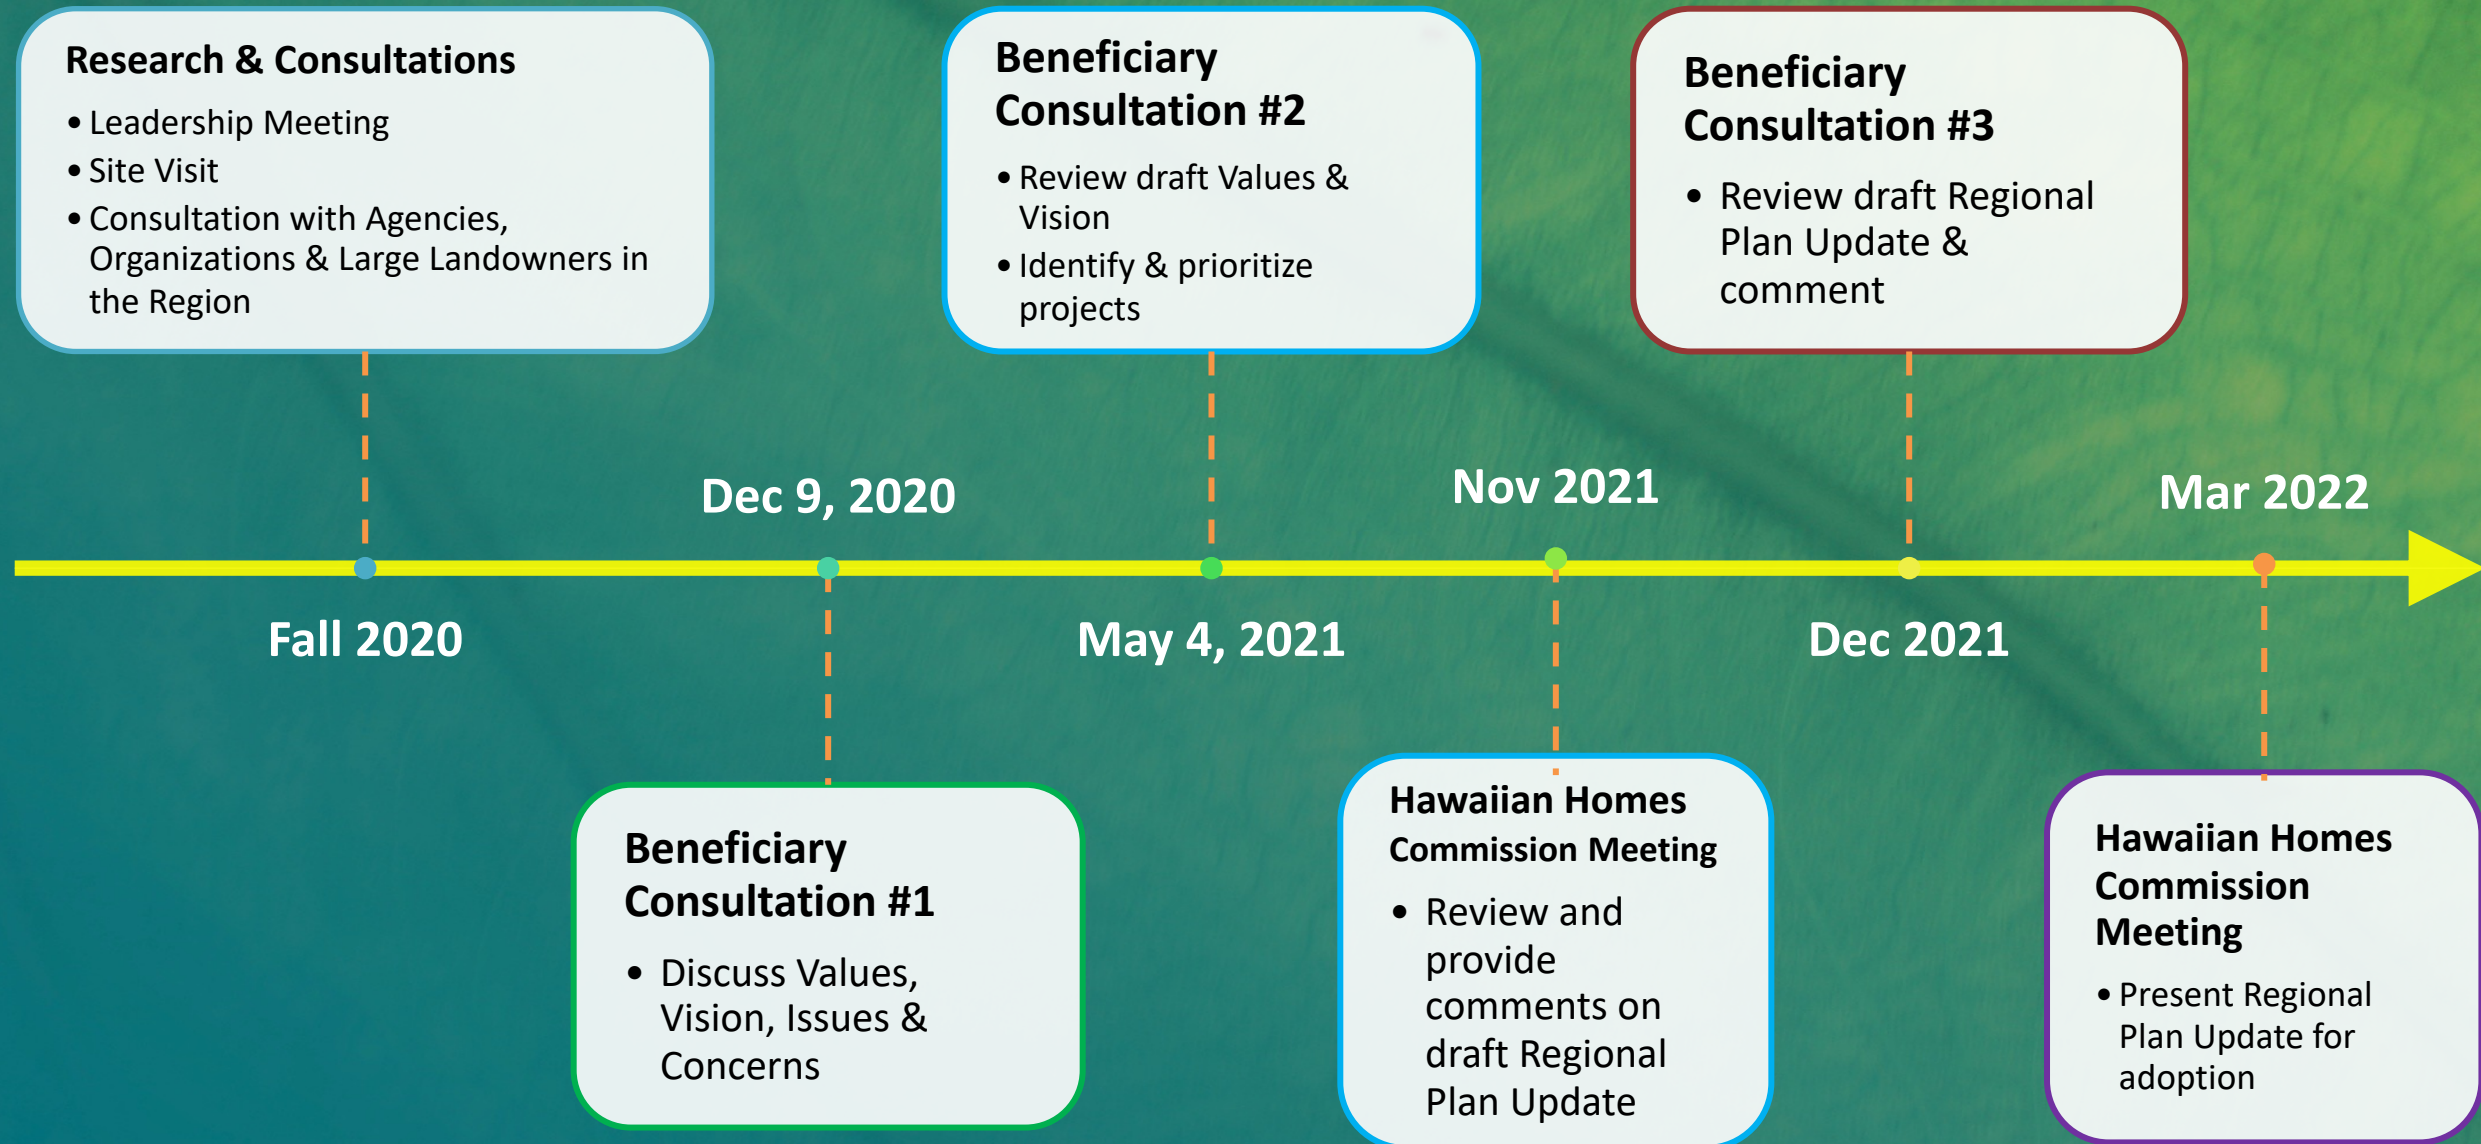 Research & Consultations
• Leadership Meeting
• Site Visit
• Consultation with Agencies,
Organizations & Large Landowners in
the Region
Beneficiary
Consultation #2
• Review draft Values &
Vision
• Identify & prioritize
projects
Beneficiary
Consultation #3
• Review draft Regional
Plan Update &
comment
Dec 9, 2020
Nov 2021
Mar 2022
Fall 2020
May 4, 2021
Dec 2021
Beneficiary
Consultation #1
• Discuss Values,
Vision, Issues &
Concerns
Hawaiian Homes
Commission Meeting
• Review and
provide
comments on
draft Regional
Plan Update
Hawaiian Homes
Commission
Meeting
• Present Regional
Plan Update for
adoption